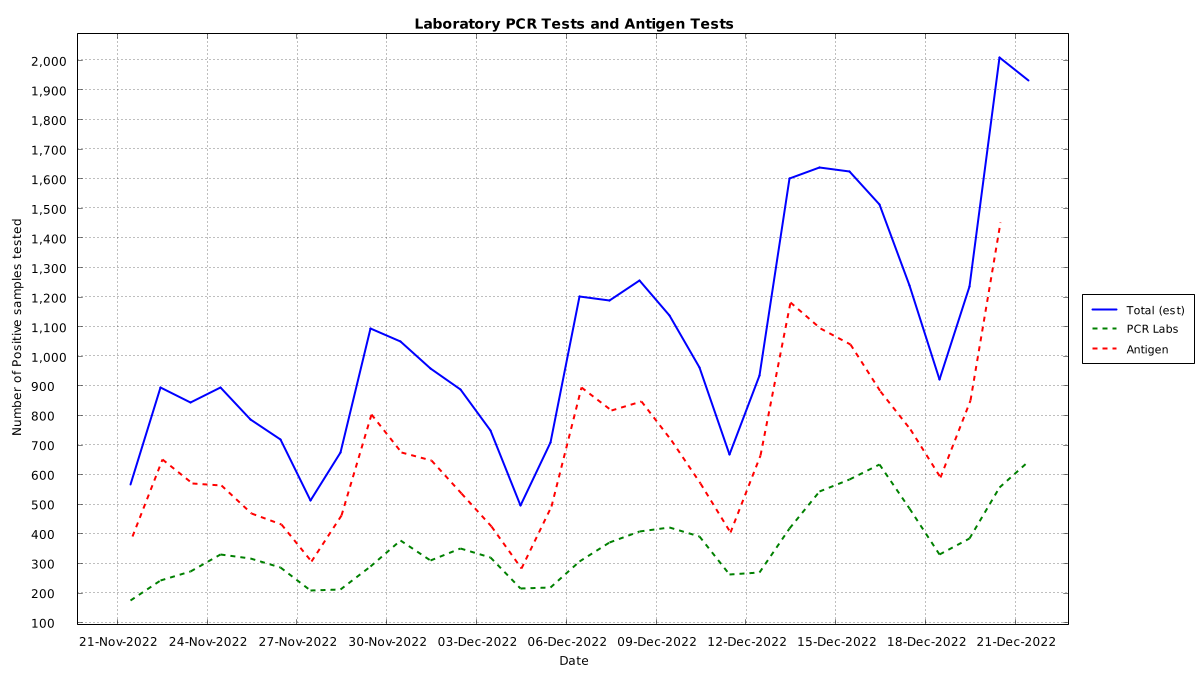 Laboratory PCR Tests and Antigen Tests
Number of Positive samples tested
2,000
1,900
1,800
1,700
1,600
1,500
1,400
1,300
1,200
1,100
1,000
900
800
700
600
500
400
300
200
100
21-Nov-2022 24-Nov-2022 27-Nov-2022 30-Nov-2022 03-Dec-2022 06-Dec-2022 09-Dec-2022 12-Dec-2022 15-Dec-2022 18-Dec-2022 21-Dec-2022
Date
Total (est)
PCR Labs
Antigen